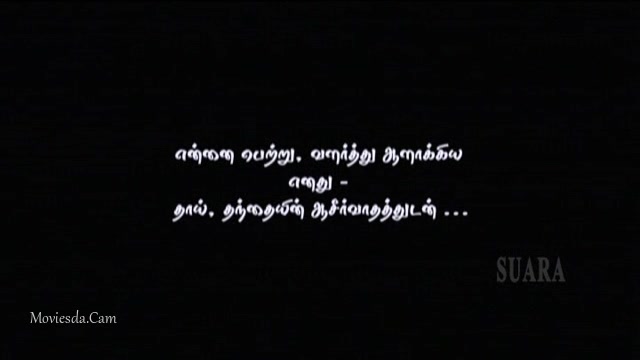 என்னை பெற்று, வளர்த்து ஆளாக்கிய
எனது -
தாய், தந்தையின் ஆசீர்வாதத்துடன் ...
SUARA
Moviesda.Cam